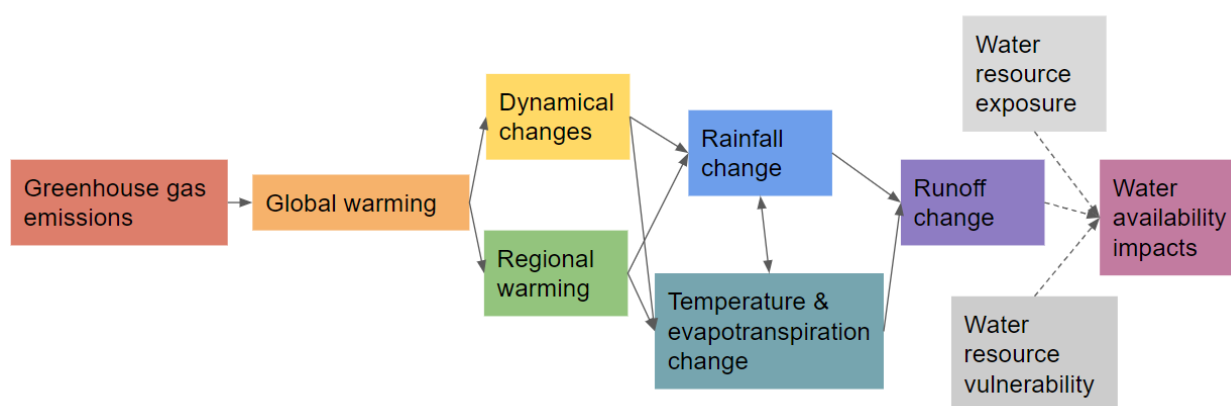 Greenhouse gas
emissions
Global warming
Dynamical
changes
Regional
warming
Rainfall
change
Temperature &
evapotranspiration
change
Runoff
change
Water
resource
exposure
Water
availability
impacts
Water
resource
vulnerability